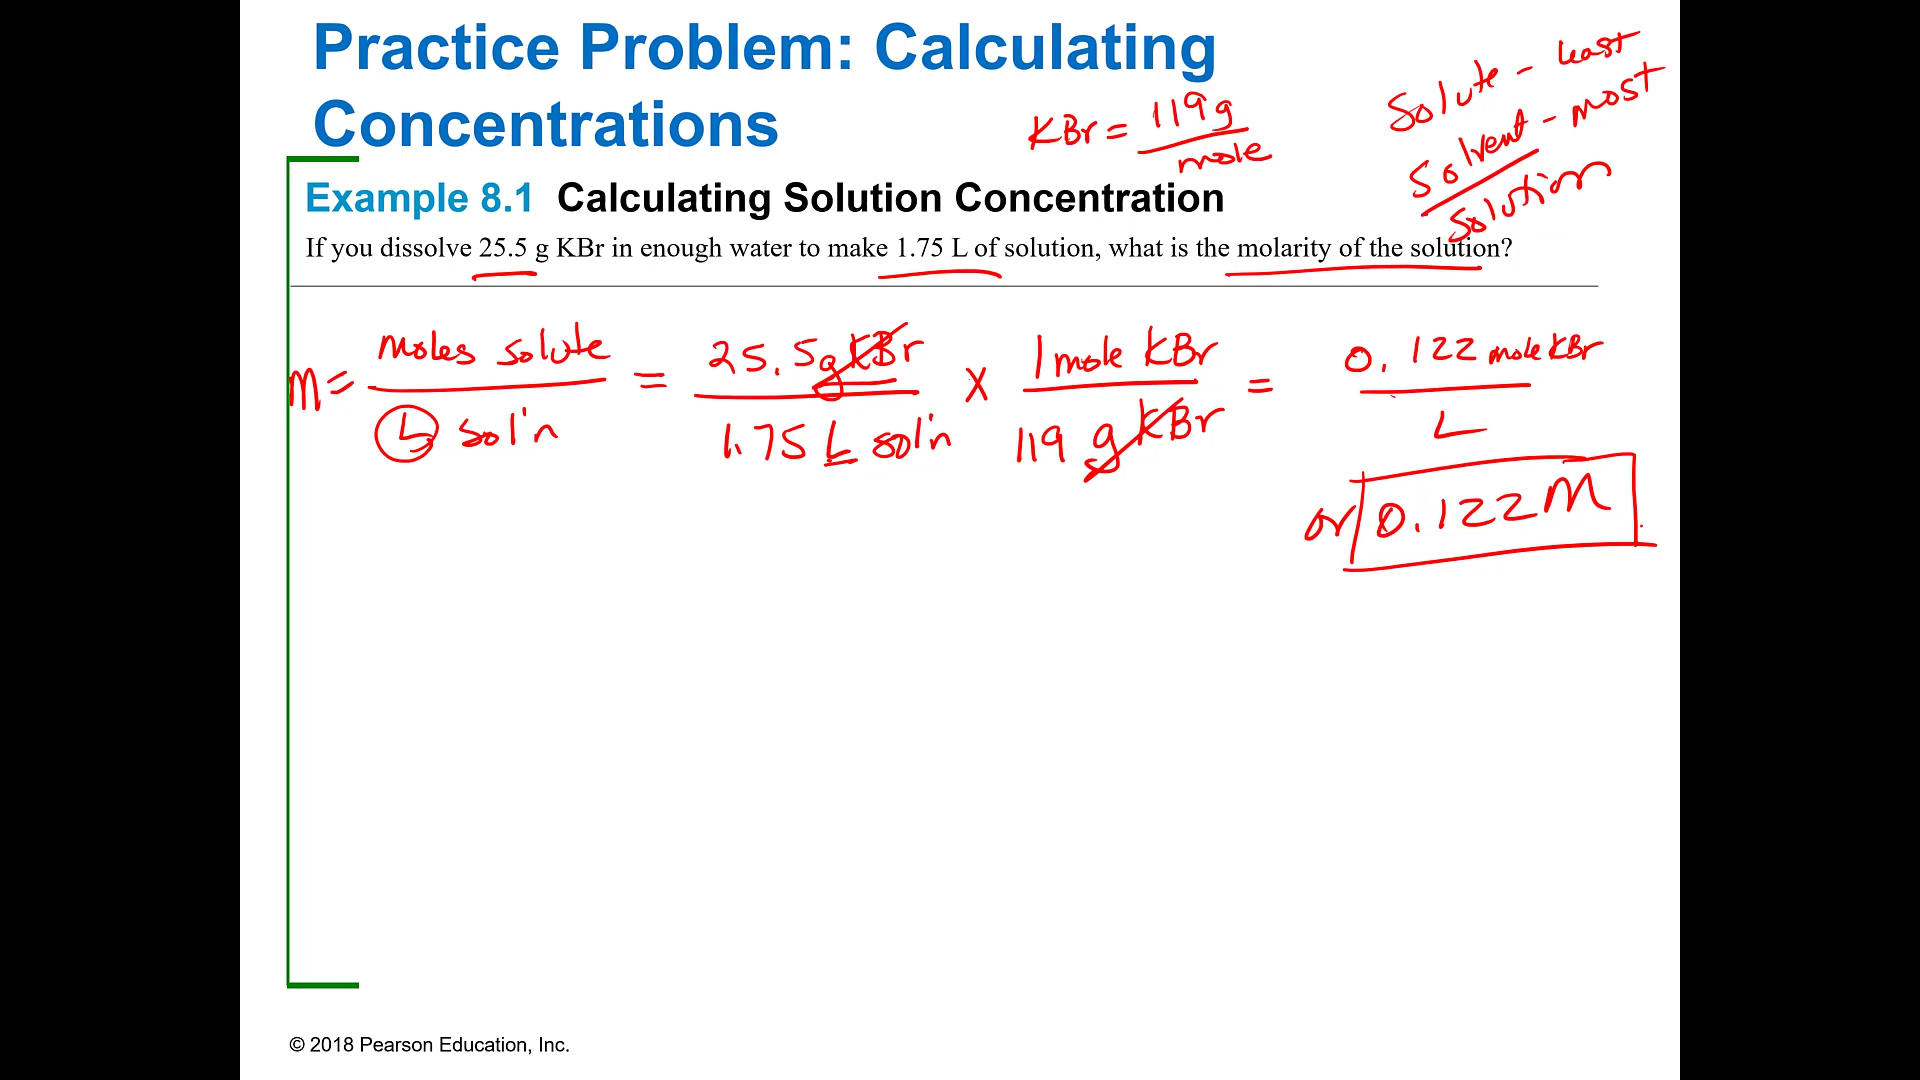 Practice Problem: Calculating
Concentrations
KBr = 119g
mole
Solute - least
Solvent - most
Solution
Example 8.1 Calculating Solution Concentration
If you dissolve 25.5 g KBr in enough water to make 1.75 L of solution, what is the molarity of the solution?
M = moles solute = 25.5g KBr x 1 mole KBr = 0.122 mole KBr
L sol'n 1.75 L sol'n 119 g KBr L
or 0.122 M
© 2018 Pearson Education, Inc.